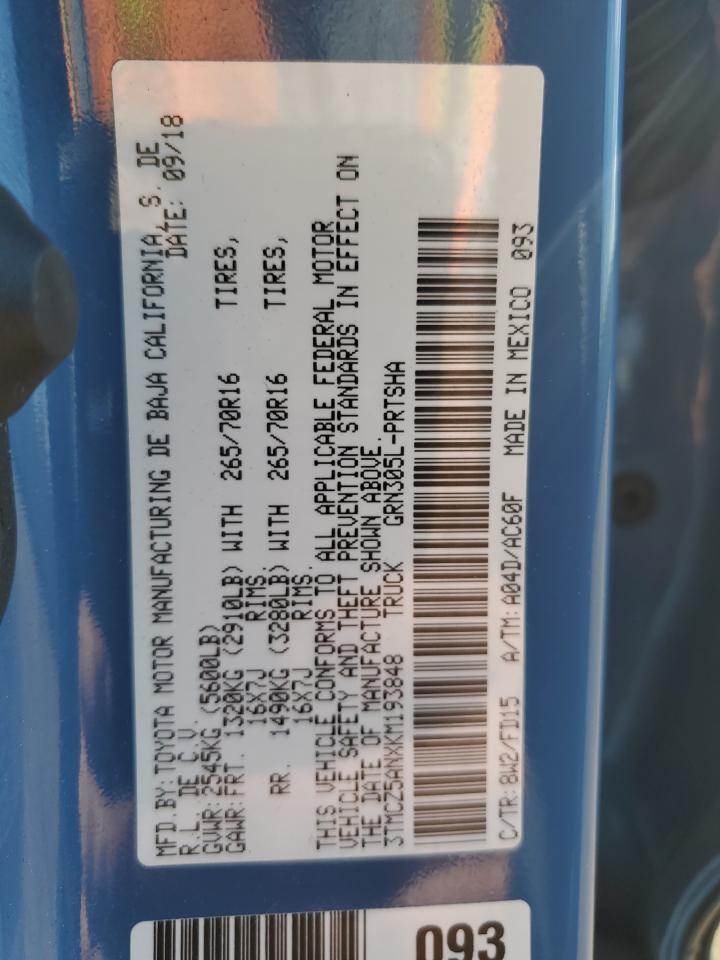 MFD.BY: TOYOTA MOTOR MANUFACTURING DE BAJA CALIFORNIA, S. DE
R.L. DE C.V. DATE: 09/18
GVWR: 2545KG (5600LB)
GAWR: FRT. 1320KG (2910LB) WITH 265/70R16 TIRES,
16X7J RIMS.
RR. 1490KG (3280LB) WITH 265/70R16 TIRES,
16X7J RIMS.
THIS VEHICLE CONFORMS TO ALL APPLICABLE FEDERAL MOTOR
VEHICLE SAFETY AND THEFT PREVENTION STANDARDS IN EFFECT ON
THE DATE OF MANUFACTURE SHOWN ABOVE.
3TMCZ5ANXKM193848 TRUCK GRN305L-PRTSHA
C/TR: 8W2/FD15 A/TM: A04D/AC60F MADE IN MEXICO 093
093